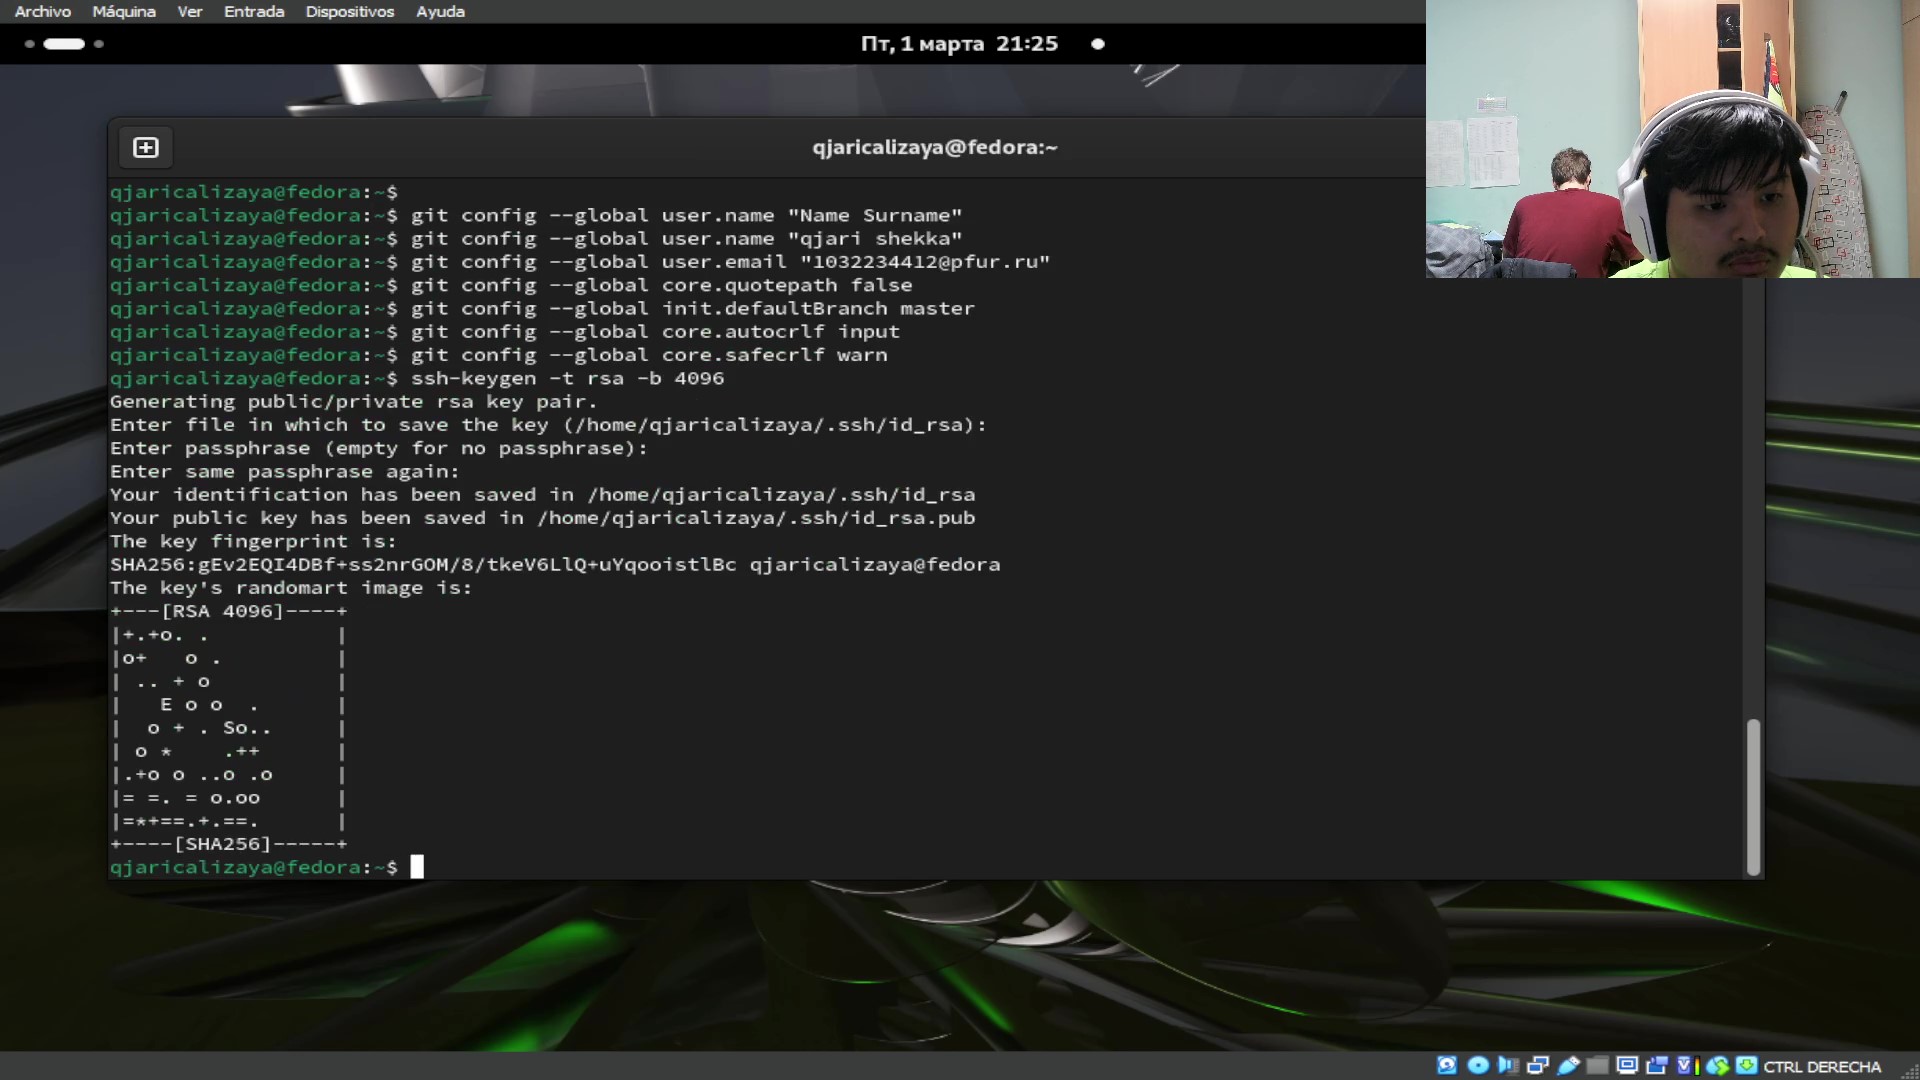 Archivo Máquina Ver Entrada Dispositivos Ayuda
Пт, 1 марта 21:25
qjaricalizaya@fedora:~
qjaricalizaya@fedora:~$
qjaricalizaya@fedora:~$ git config --global user.name "Name Surname"
qjaricalizaya@fedora:~$ git config --global user.name "qjari shekka"
qjaricalizaya@fedora:~$ git config --global user.email "1032234412@pfur.ru"
qjaricalizaya@fedora:~$ git config --global core.quotepath false
qjaricalizaya@fedora:~$ git config --global init.defaultBranch master
qjaricalizaya@fedora:~$ git config --global core.autocrlf input
qjaricalizaya@fedora:~$ git config --global core.safecrlf warn
qjaricalizaya@fedora:~$ ssh-keygen -t rsa -b 4096
Generating public/private rsa key pair.
Enter file in which to save the key (/home/qjaricalizaya/.ssh/id_rsa):
Enter passphrase (empty for no passphrase):
Enter same passphrase again:
Your identification has been saved in /home/qjaricalizaya/.ssh/id_rsa
Your public key has been saved in /home/qjaricalizaya/.ssh/id_rsa.pub
The key fingerprint is:
SHA256:gEv2EQI4DBf+ss2nrGOM/8/tkeV6LlQ+uYqooistlBc qjaricalizaya@fedora
The key's randomart image is:
+---[RSA 4096]----+
|+.+o. .          |
|o+   o .         |
| .. + o          |
|   E o o  .      |
|  o + . So..     |
| o *    .++      |
|.+o o ..o .o     |
|= =. = o.oo      |
|=*+==.+.==.      |
+----[SHA256]-----+
qjaricalizaya@fedora:~$
CTRL DERECHA